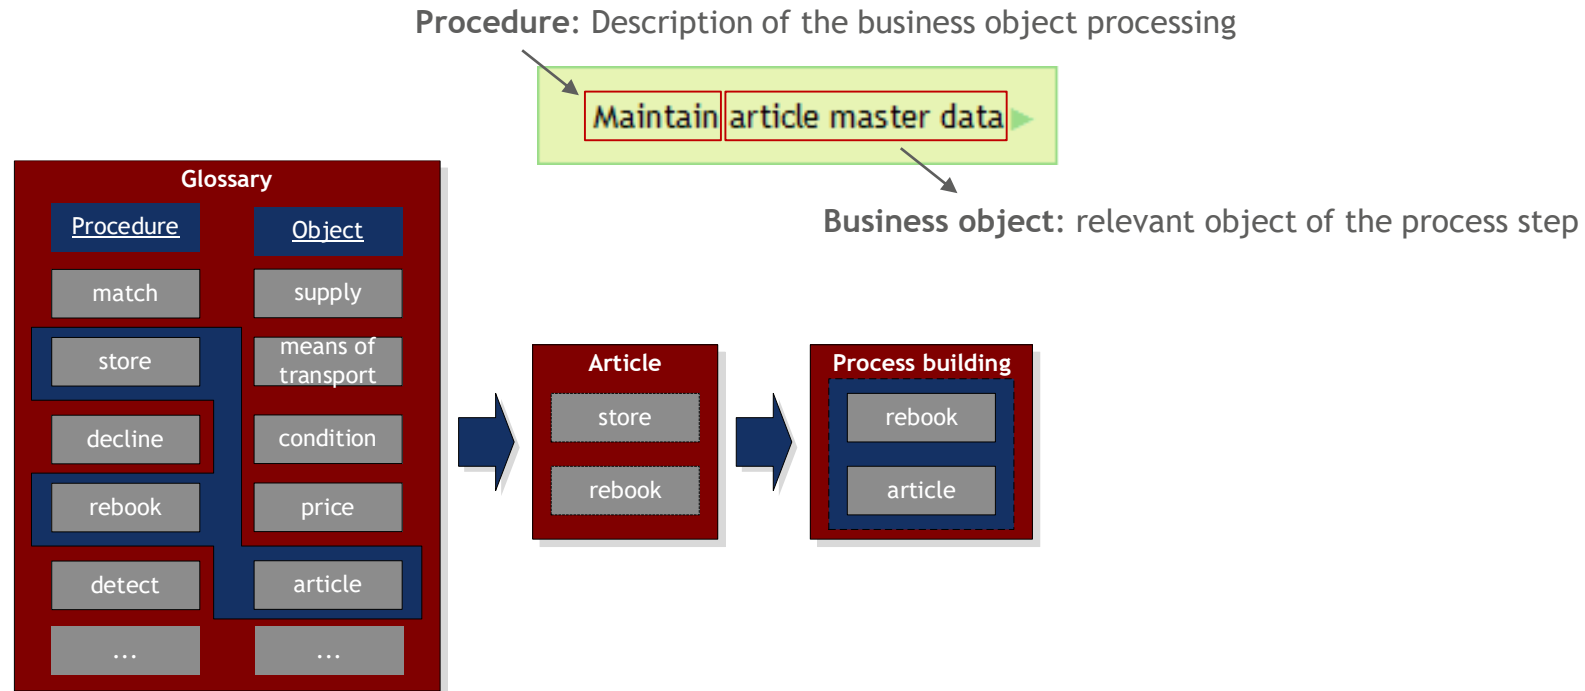 Procedure: Description of the business object processing
Maintain article master data
Business object: relevant object of the process step
Glossary
Procedure
Object
match
supply
store
means of
transport
decline
condition
rebook
price
detect
article
...
...
Article
store
rebook
Process building
rebook
article